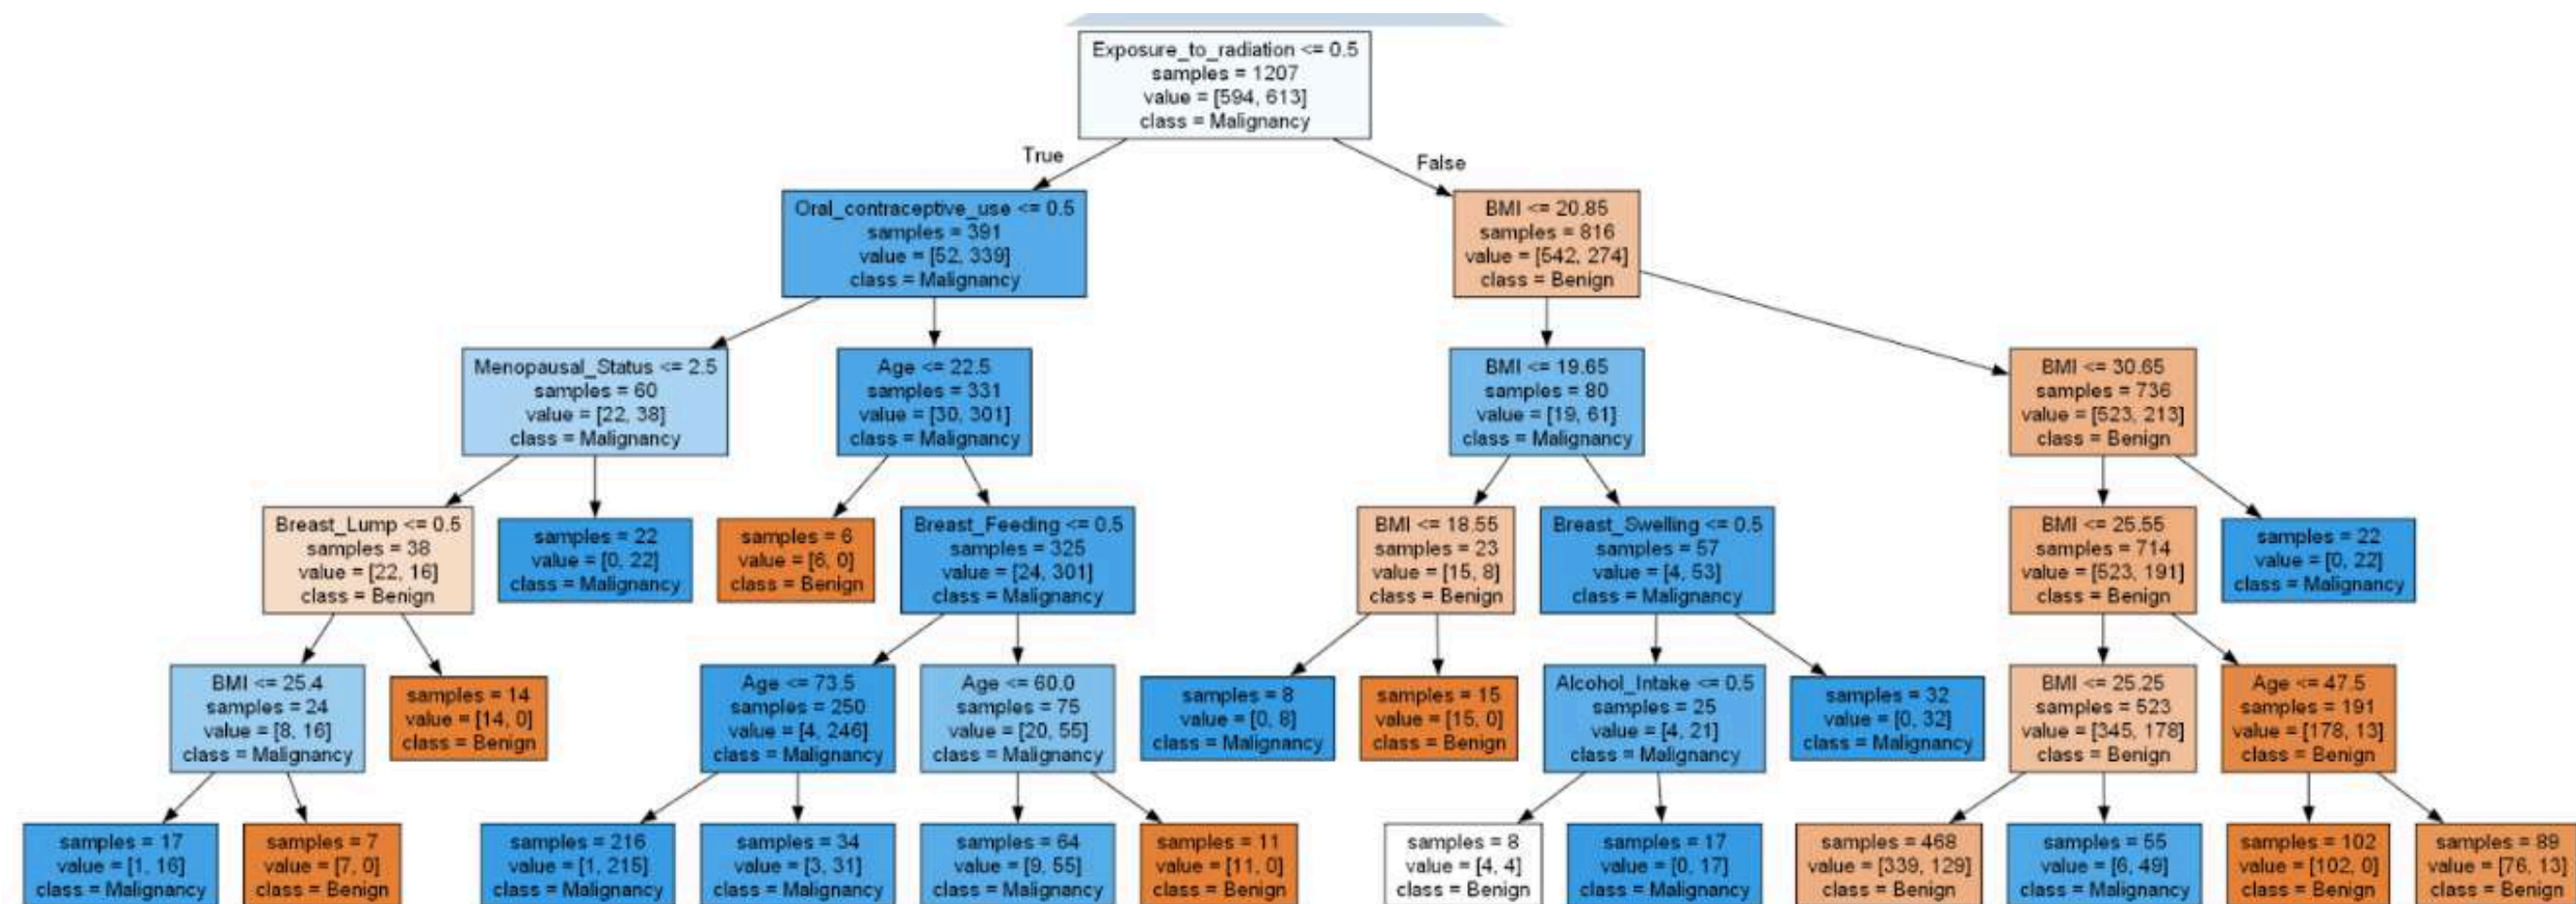 Exposure_to_radiation <= 0.5
samples = 1207
value = [594, 613]
class = Malignancy
True
False
Oral_contraceptive_use <= 0.5
samples = 391
value = [52, 339]
class = Malignancy
BMI <= 20.85
samples = 816
value = [542, 274]
class = Benign
Menopausal_Status <= 2.5
samples = 60
value = [22, 38]
class = Malignancy
Age <= 22.5
samples = 331
value = [30, 301]
class = Malignancy
BMI <= 19.65
samples = 80
value = [19, 61]
class = Malignancy
BMI <= 30.65
samples = 736
value = [523, 213]
class = Benign
Breast_Lump <= 0.5
samples = 38
value = [22, 16]
class = Benign
samples = 22
value = [0, 22]
class = Malignancy
samples = 6
value = [6, 0]
class = Benign
Breast_Feeding <= 0.5
samples = 325
value = [24, 301]
class = Malignancy
BMI <= 18.55
samples = 23
value = [15, 8]
class = Benign
Breast_Swelling <= 0.5
samples = 57
value = [4, 53]
class = Malignancy
BMI <= 25.55
samples = 714
value = [523, 191]
class = Benign
samples = 22
value = [0, 22]
class = Malignancy
BMI <= 25.4
samples = 24
value = [8, 16]
class = Malignancy
samples = 14
value = [14, 0]
class = Benign
Age <= 73.5
samples = 250
value = [4, 246]
class = Malignancy
Age <= 60.0
samples = 75
value = [20, 55]
class = Malignancy
samples = 8
value = [0, 8]
class = Malignancy
samples = 15
value = [15, 0]
class = Benign
Alcohol_Intake <= 0.5
samples = 25
value = [4, 21]
class = Malignancy
samples = 32
value = [0, 32]
class = Malignancy
BMI <= 25.25
samples = 523
value = [345, 178]
class = Benign
Age <= 47.5
samples = 191
value = [178, 13]
class = Benign
samples = 17
value = [1, 16]
class = Malignancy
samples = 7
value = [7, 0]
class = Benign
samples = 216
value = [1, 215]
class = Malignancy
samples = 34
value = [3, 31]
class = Malignancy
samples = 64
value = [9, 55]
class = Malignancy
samples = 11
value = [11, 0]
class = Benign
samples = 8
value = [4, 4]
class = Benign
samples = 17
value = [0, 17]
class = Malignancy
samples = 468
value = [339, 129]
class = Benign
samples = 55
value = [6, 49]
class = Malignancy
samples = 102
value = [102, 0]
class = Benign
samples = 89
value = [76, 13]
class = Benign